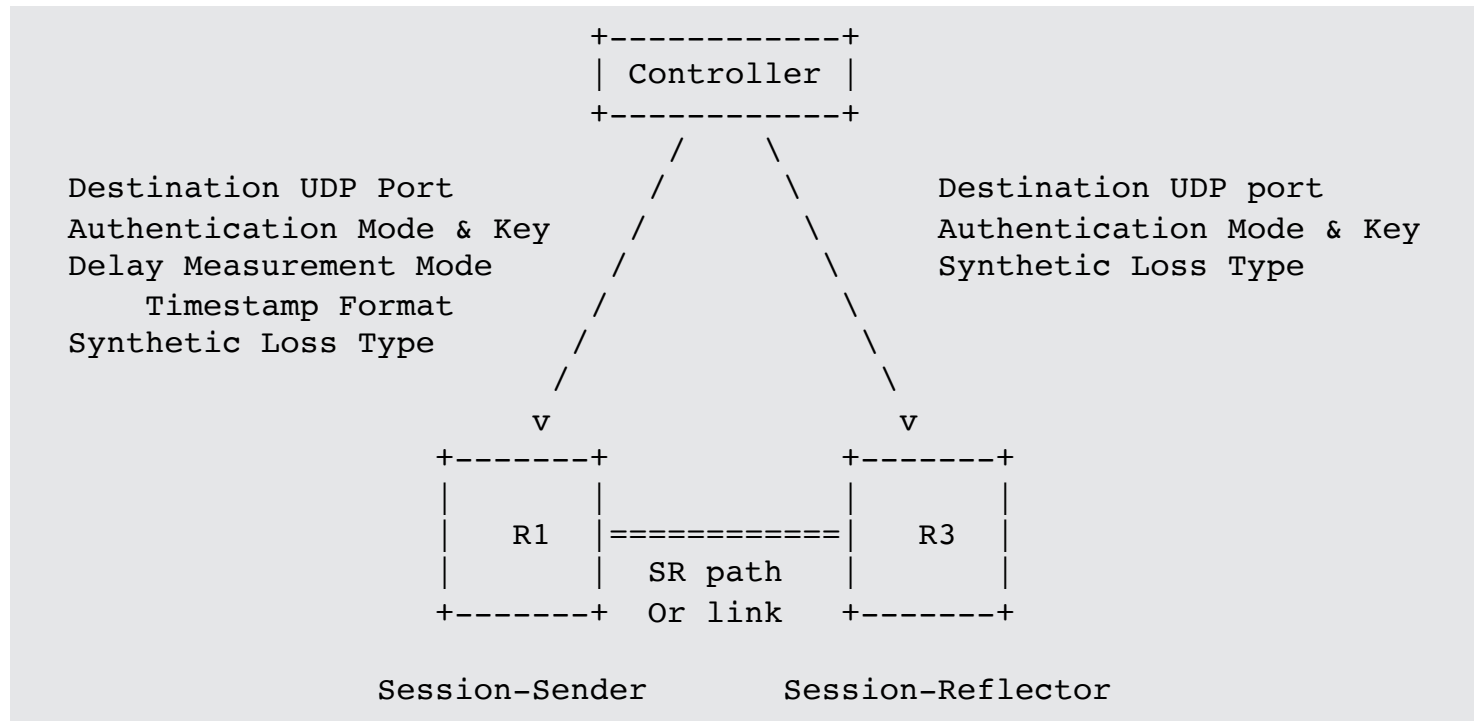 Controller
Destination UDP Port
Authentication Mode & Key
Delay Measurement Mode
Timestamp Format
Synthetic Loss Type
Destination UDP port
Authentication Mode & Key
Synthetic Loss Type
v v
R1
R3
SR path
Or link
Session-Sender
Session-Reflector